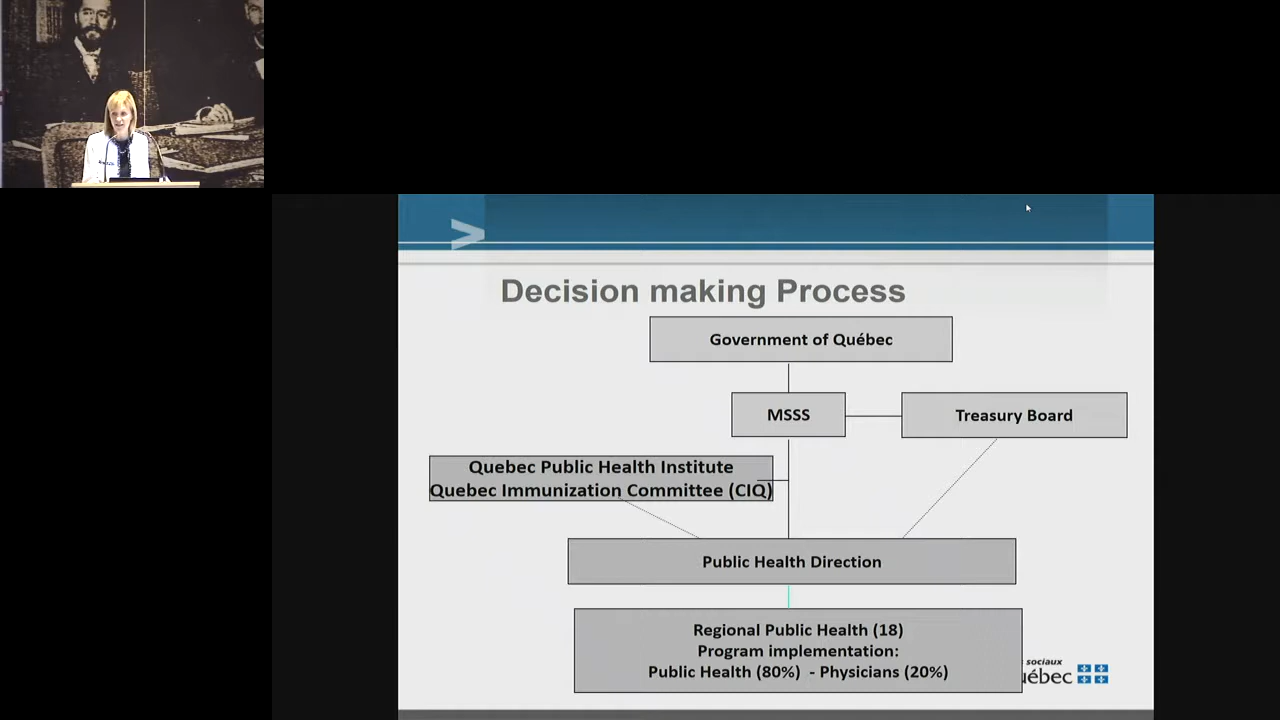 Decision making Process
Government of Québec
MSSS
Treasury Board
Quebec Public Health Institute
Quebec Immunization Committee (CIQ)
Public Health Direction
Regional Public Health (18)
Program implementation:
Public Health (80%) - Physicians (20%)
sociaux
uébec